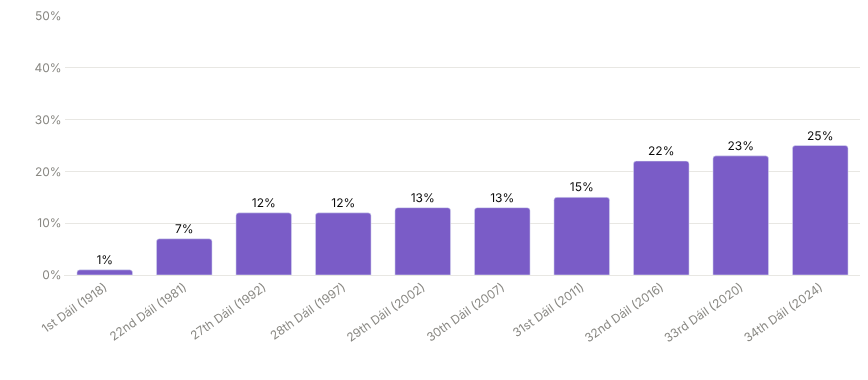 50%
40%
30%
20%
10%
0%
1%
7%
12%
12%
13%
13%
15%
22%
23%
25%
1st Dáil (1918)
22nd Dáil (1981)
27th Dáil (1992)
28th Dáil (1997)
29th Dáil (2002)
30th Dáil (2007)
31st Dáil (2011)
32nd Dáil (2016)
33rd Dáil (2020)
34th Dáil (2024)